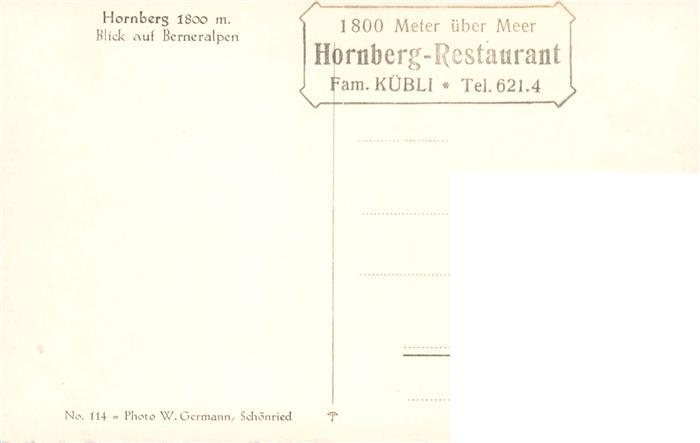 Hornberg 1800 m.
Blick auf Berneralpen
1800 Meter über Meer
Hornberg-Restaurant
Fam. KÜBLI * Tel. 621.4
No. 114 = Photo W. Germann, Schönried